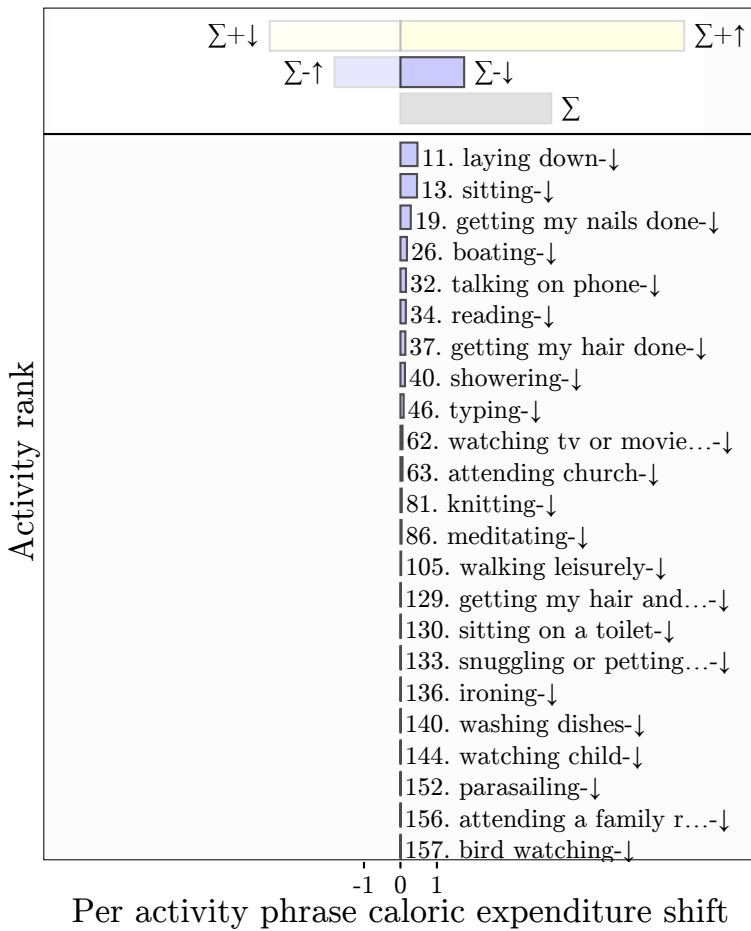 Σ+↓ Σ+↑
Σ-↑ Σ-↓
Σ
11. laying down-↓
13. sitting-↓
19. getting my nails done-↓
26. boating-↓
32. talking on phone-↓
34. reading-↓
37. getting my hair done-↓
40. showering-↓
46. typing-↓
62. watching tv or movie...-↓
63. attending church-↓
81. knitting-↓
86. meditating-↓
105. walking leisurely-↓
129. getting my hair and...-↓
130. sitting on a toilet-↓
133. snuggling or petting...-↓
136. ironing-↓
140. washing dishes-↓
144. watching child-↓
152. parasailing-↓
156. attending a family r...-↓
157. bird watching-↓
Activity rank
-1 0 1
Per activity phrase caloric expenditure shift